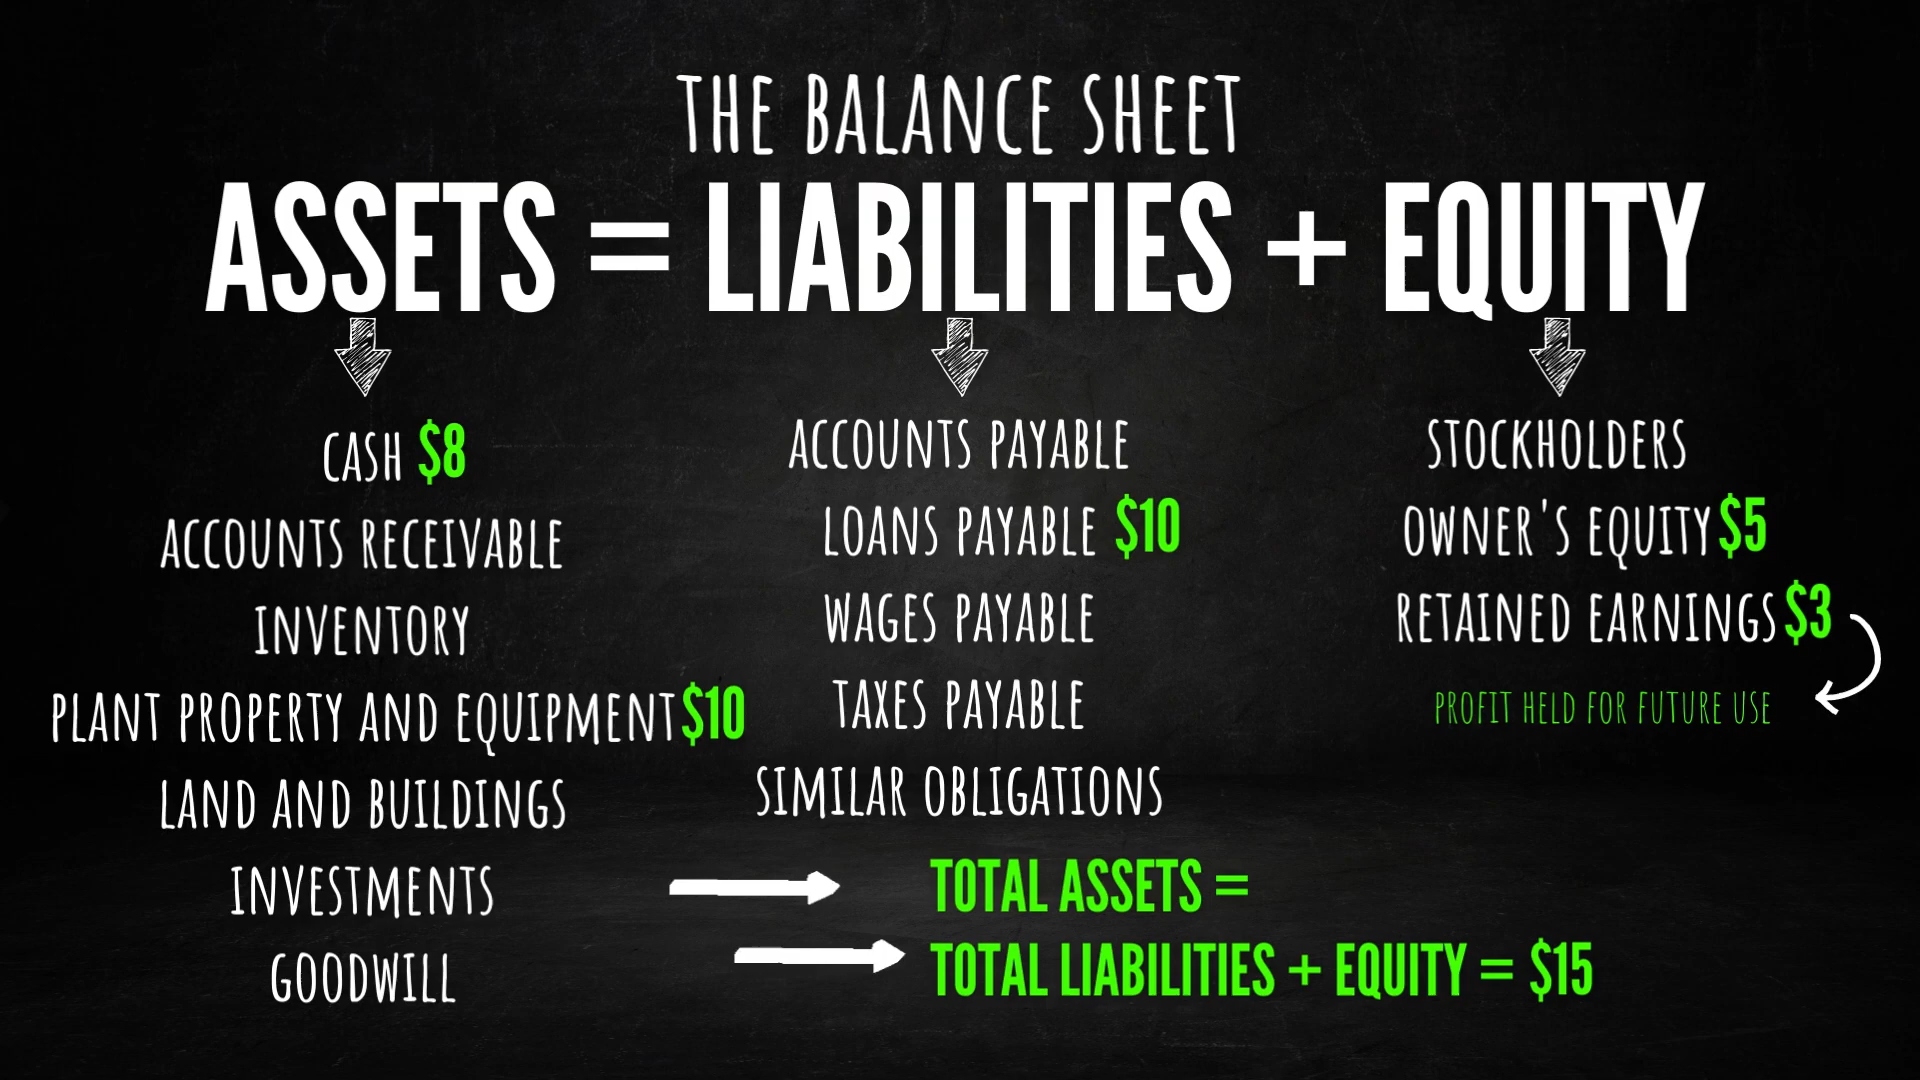 THE BALANCE SHEET
ASSETS = LIABILITIES + EQUITY
CASH $8
ACCOUNTS RECEIVABLE
INVENTORY
PLANT PROPERTY AND EQUIPMENT $10
LAND AND BUILDINGS
INVESTMENTS
GOODWILL
ACCOUNTS PAYABLE
LOANS PAYABLE $10
WAGES PAYABLE
TAXES PAYABLE
SIMILAR OBLIGATIONS
STOCKHOLDERS
OWNER'S EQUITY $5
RETAINED EARNINGS $3
PROFIT HELD FOR FUTURE USE
TOTAL ASSETS =
TOTAL LIABILITIES + EQUITY = $15